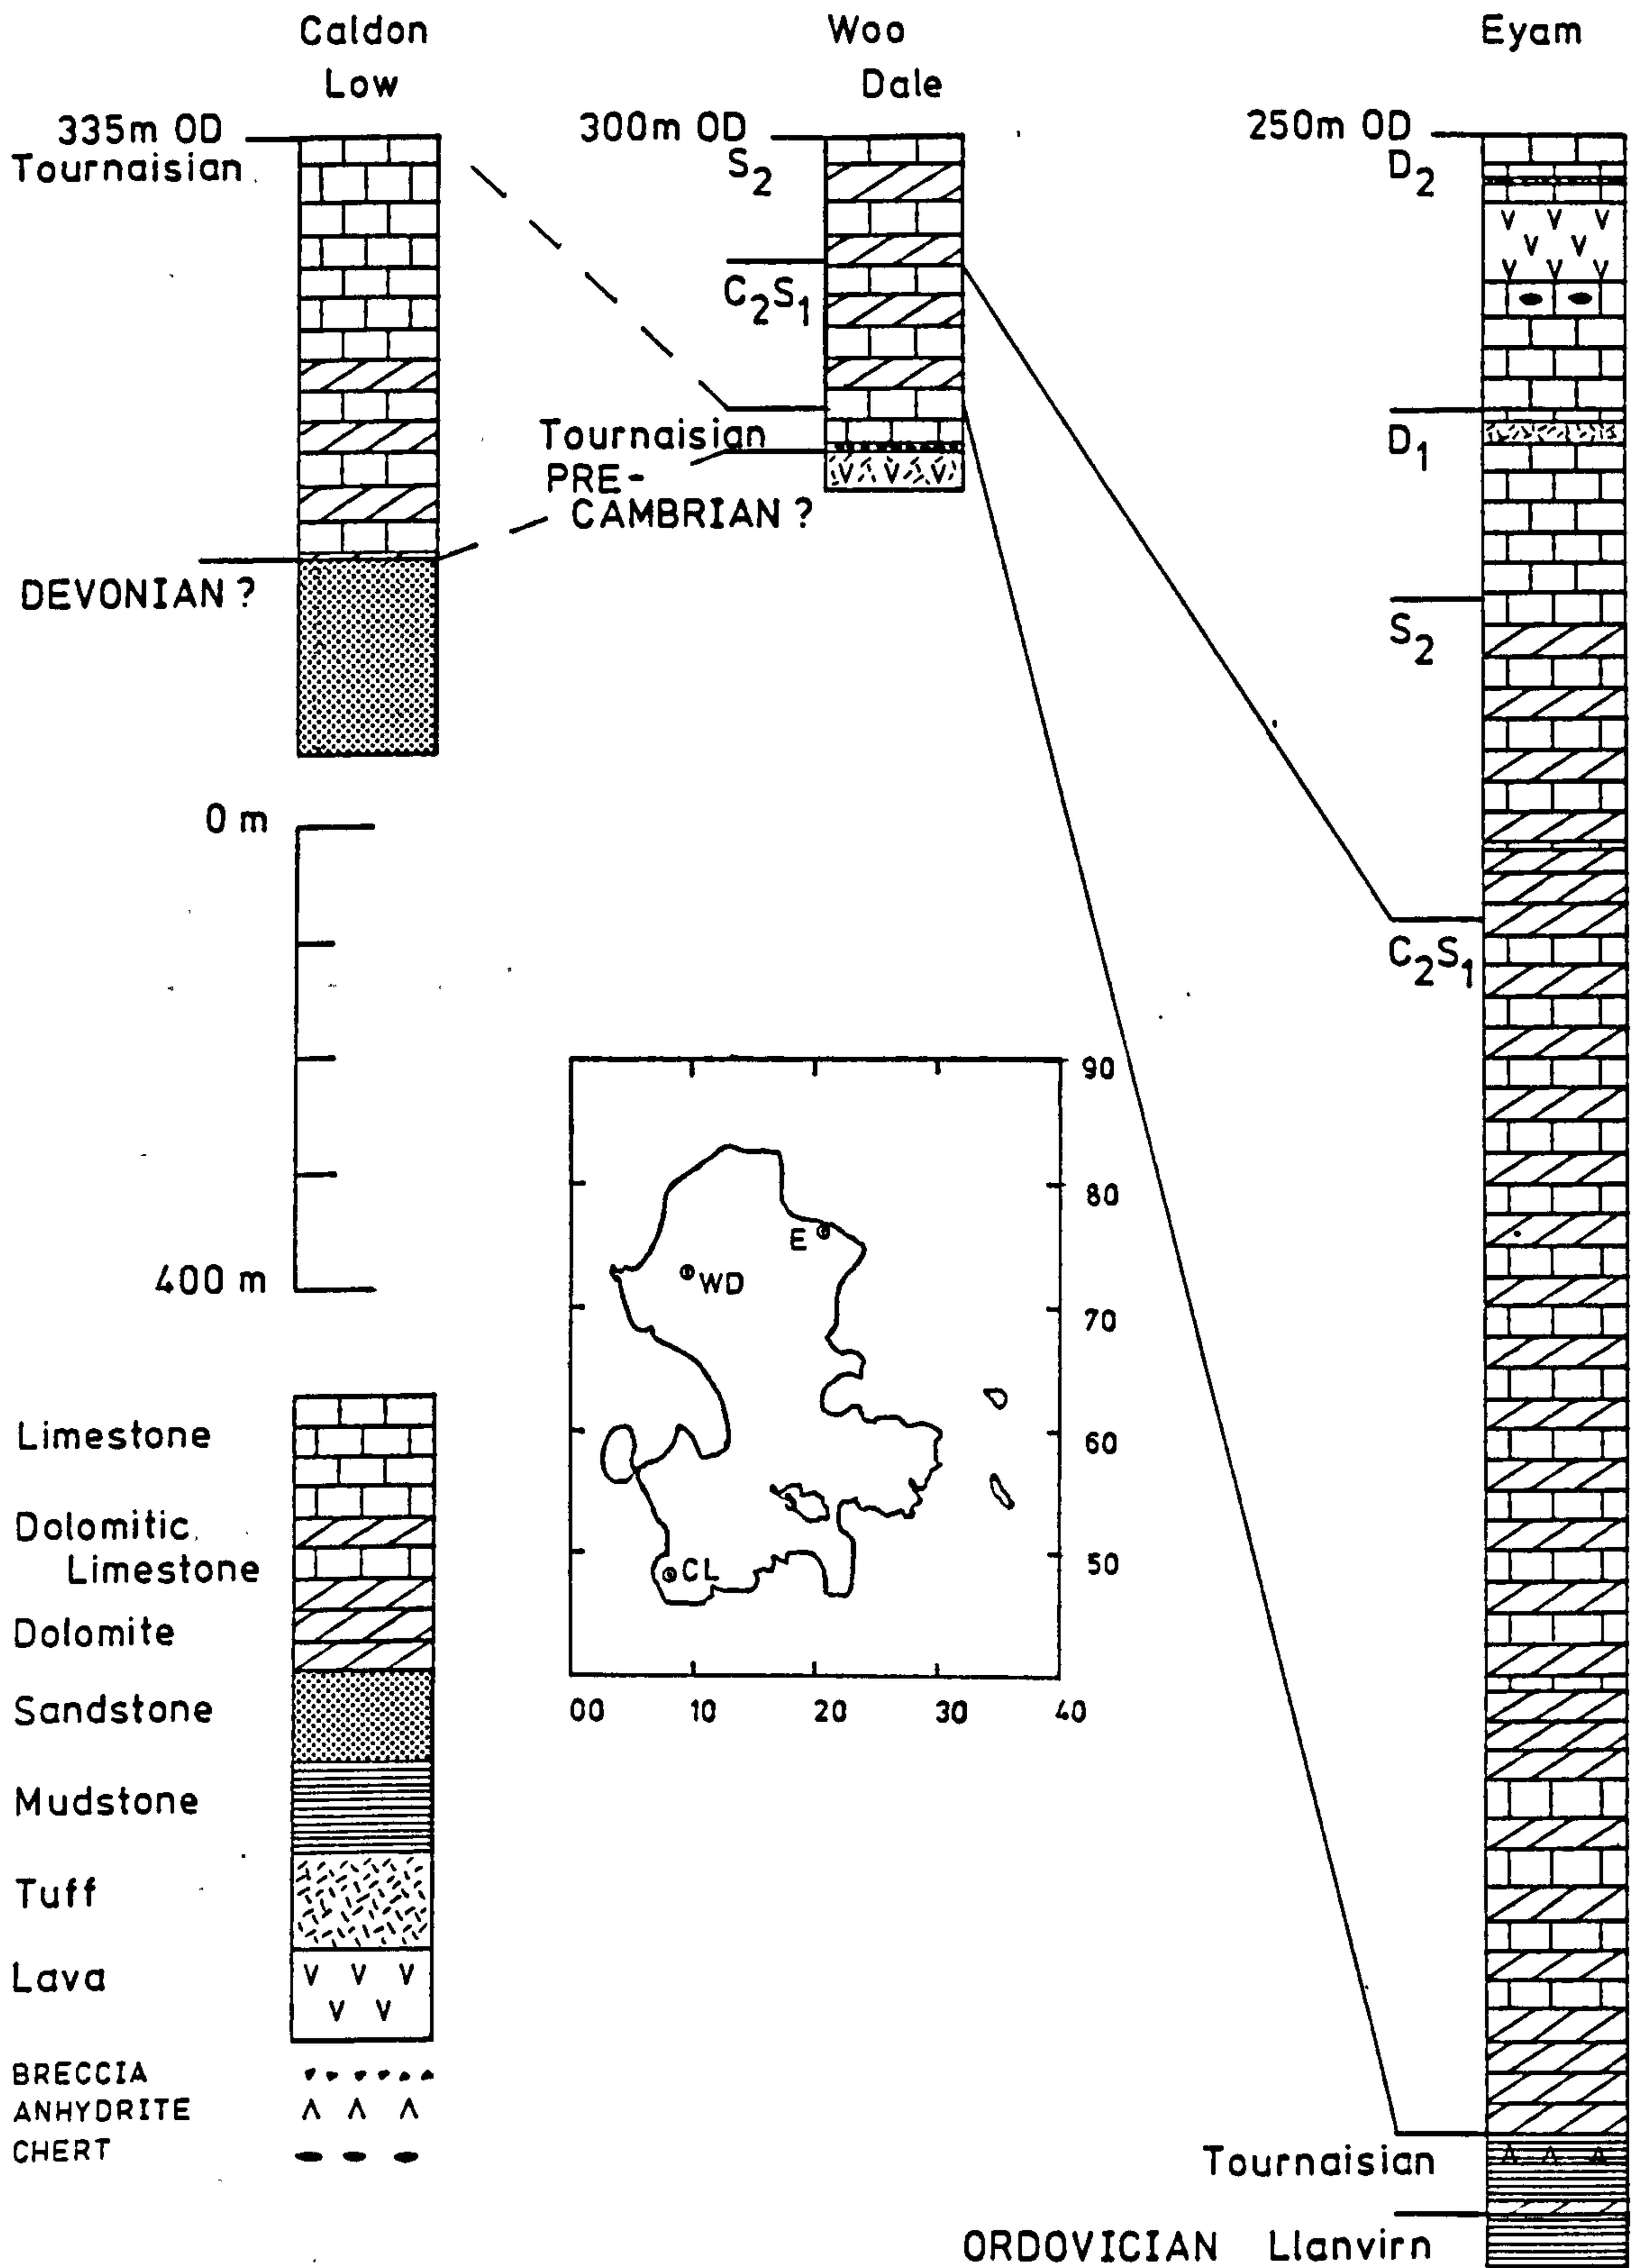 Caldon
Low
335m OD
Tournaisian
DEVONIAN ?
Woo
Dale
300m OD
S2
C2S1
Tournaisian
PRE-
CAMBRIAN ?
Eyam
250m OD
D2
D1
S2
C2S1
Tournaisian
ORDOVICIAN Llanvirn
0 m
400 m
90
80
70
60
50
00 10 20 30 40
E
WD
CL
Limestone
Dolomitic
Limestone
Dolomite
Sandstone
Mudstone
Tuff
Lava
BRECCIA
ANHYDRITE
CHERT